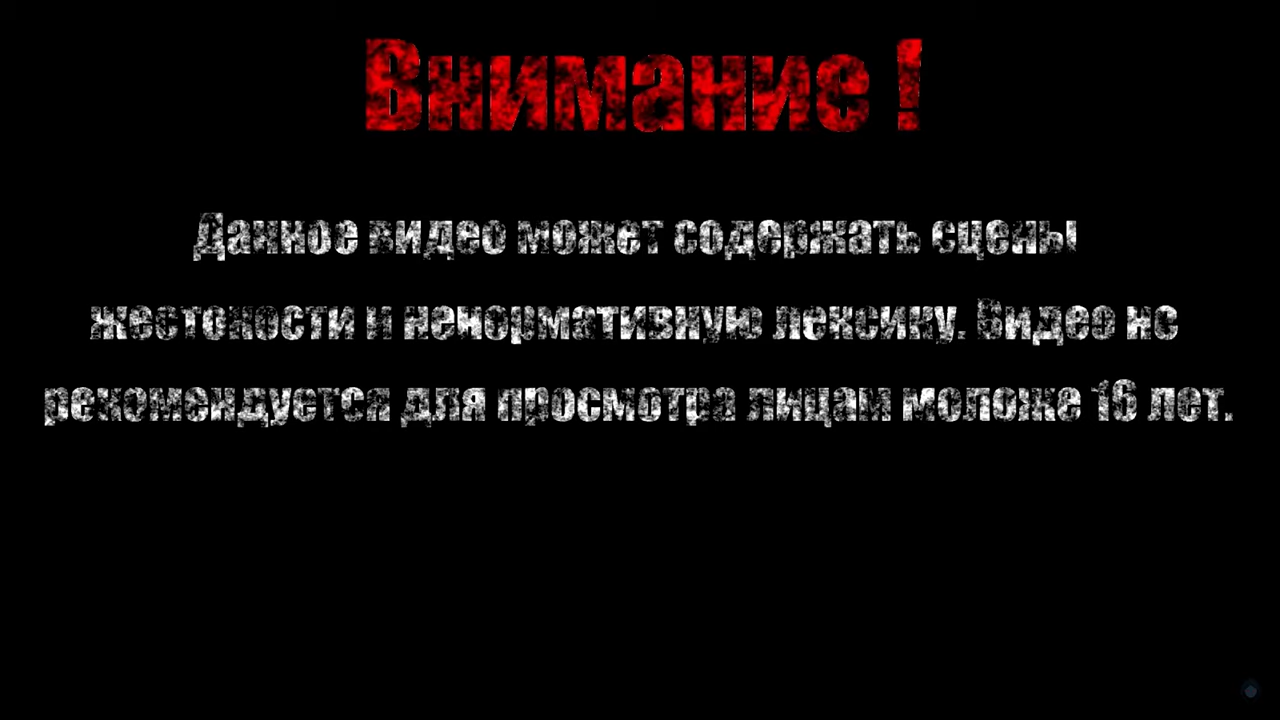 Внимание !
Данное видео может содержать сцены
жестокости и ненормативную лексику. Видео не
рекомендуется для просмотра лицам моложе 16 лет.